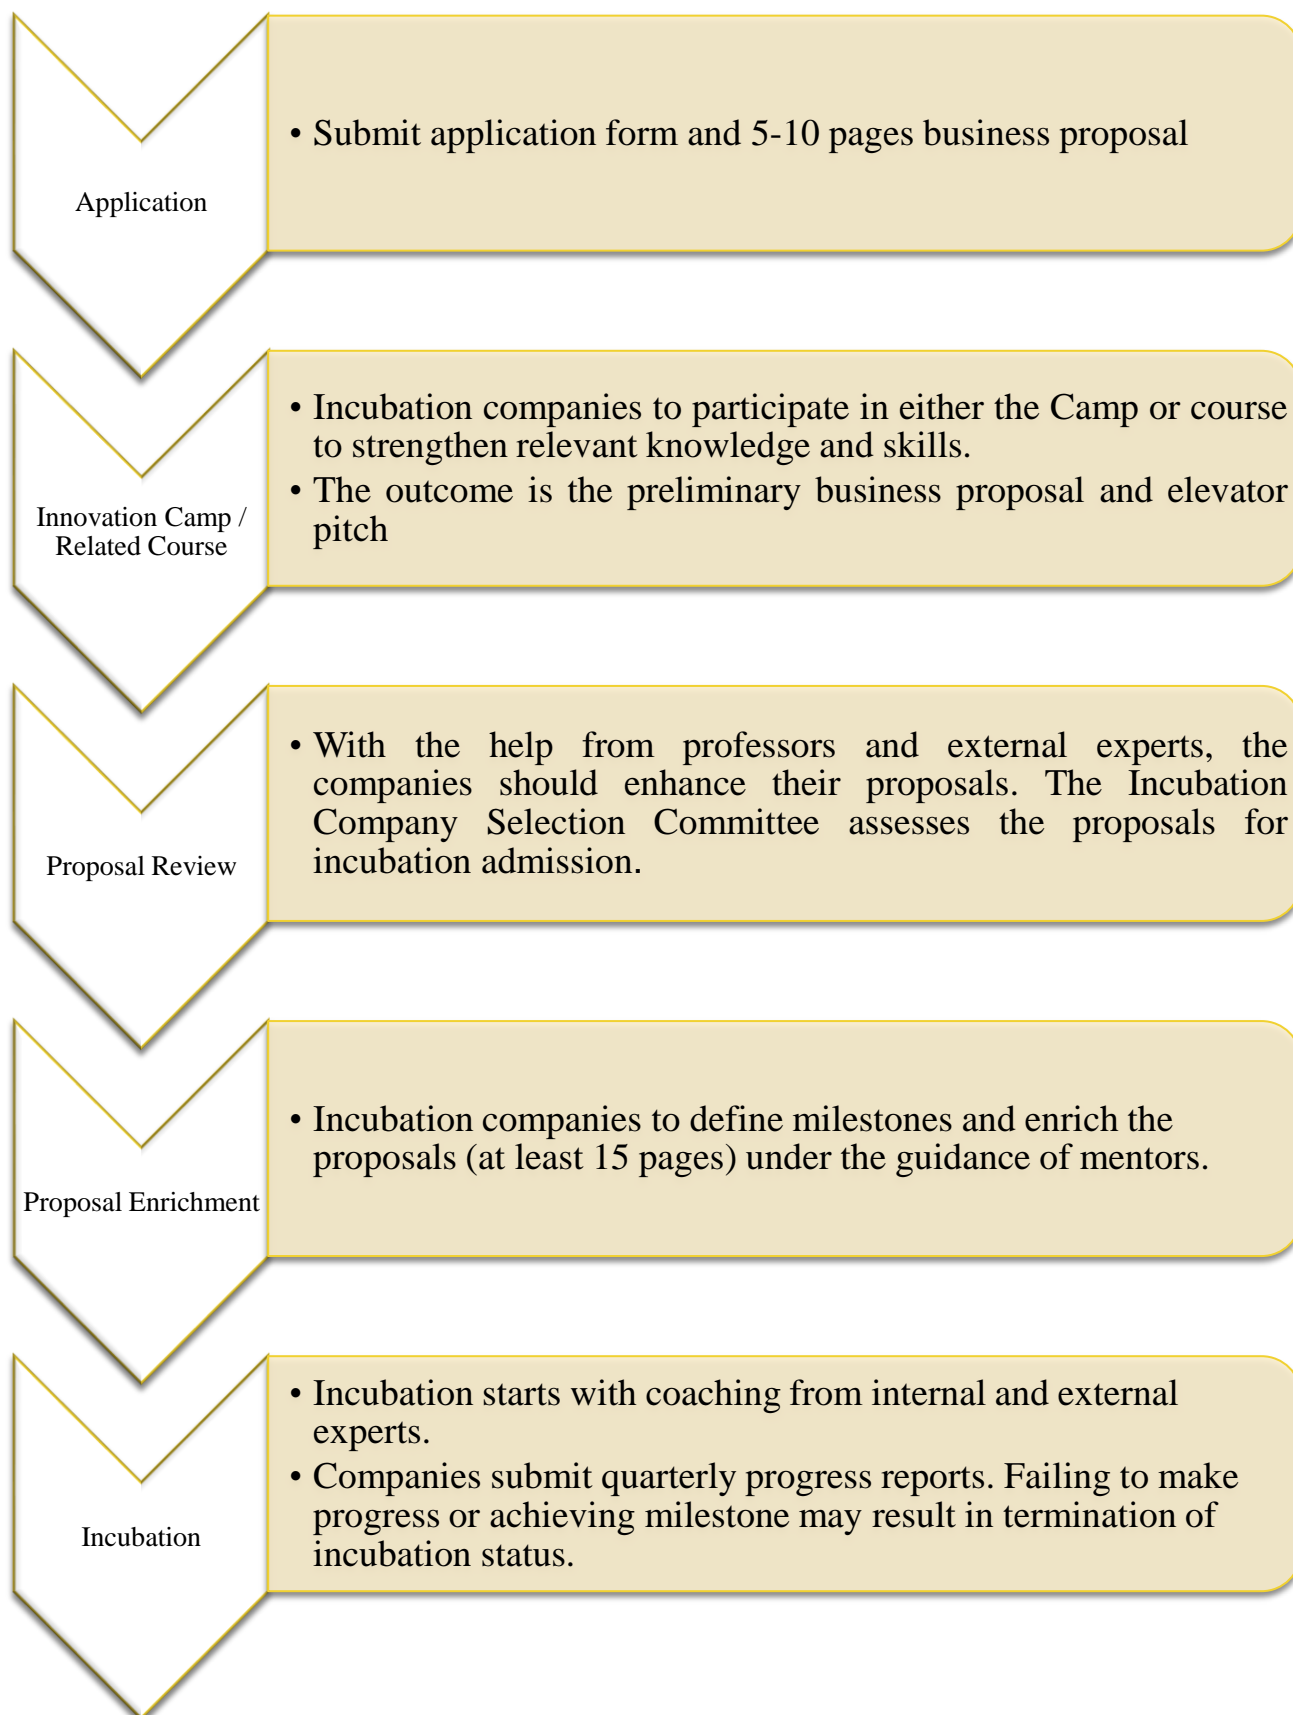 Application
• Submit application form and 5-10 pages business proposal
Innovation Camp /
Related Course
• Incubation companies to participate in either the Camp or course
to strengthen relevant knowledge and skills.
• The outcome is the preliminary business proposal and elevator
pitch
Proposal Review
• With the help from professors and external experts, the
companies should enhance their proposals. The Incubation
Company Selection Committee assesses the proposals for
incubation admission.
Proposal Enrichment
• Incubation companies to define milestones and enrich the
proposals (at least 15 pages) under the guidance of mentors.
Incubation
• Incubation starts with coaching from internal and external
experts.
• Companies submit quarterly progress reports. Failing to make
progress or achieving milestone may result in termination of
incubation status.